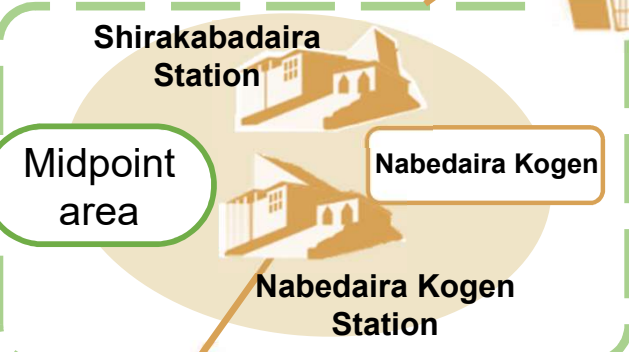 Shirakabadaira
Station
Midpoint
area
Nabedaira Kogen
Nabedaira Kogen
Station